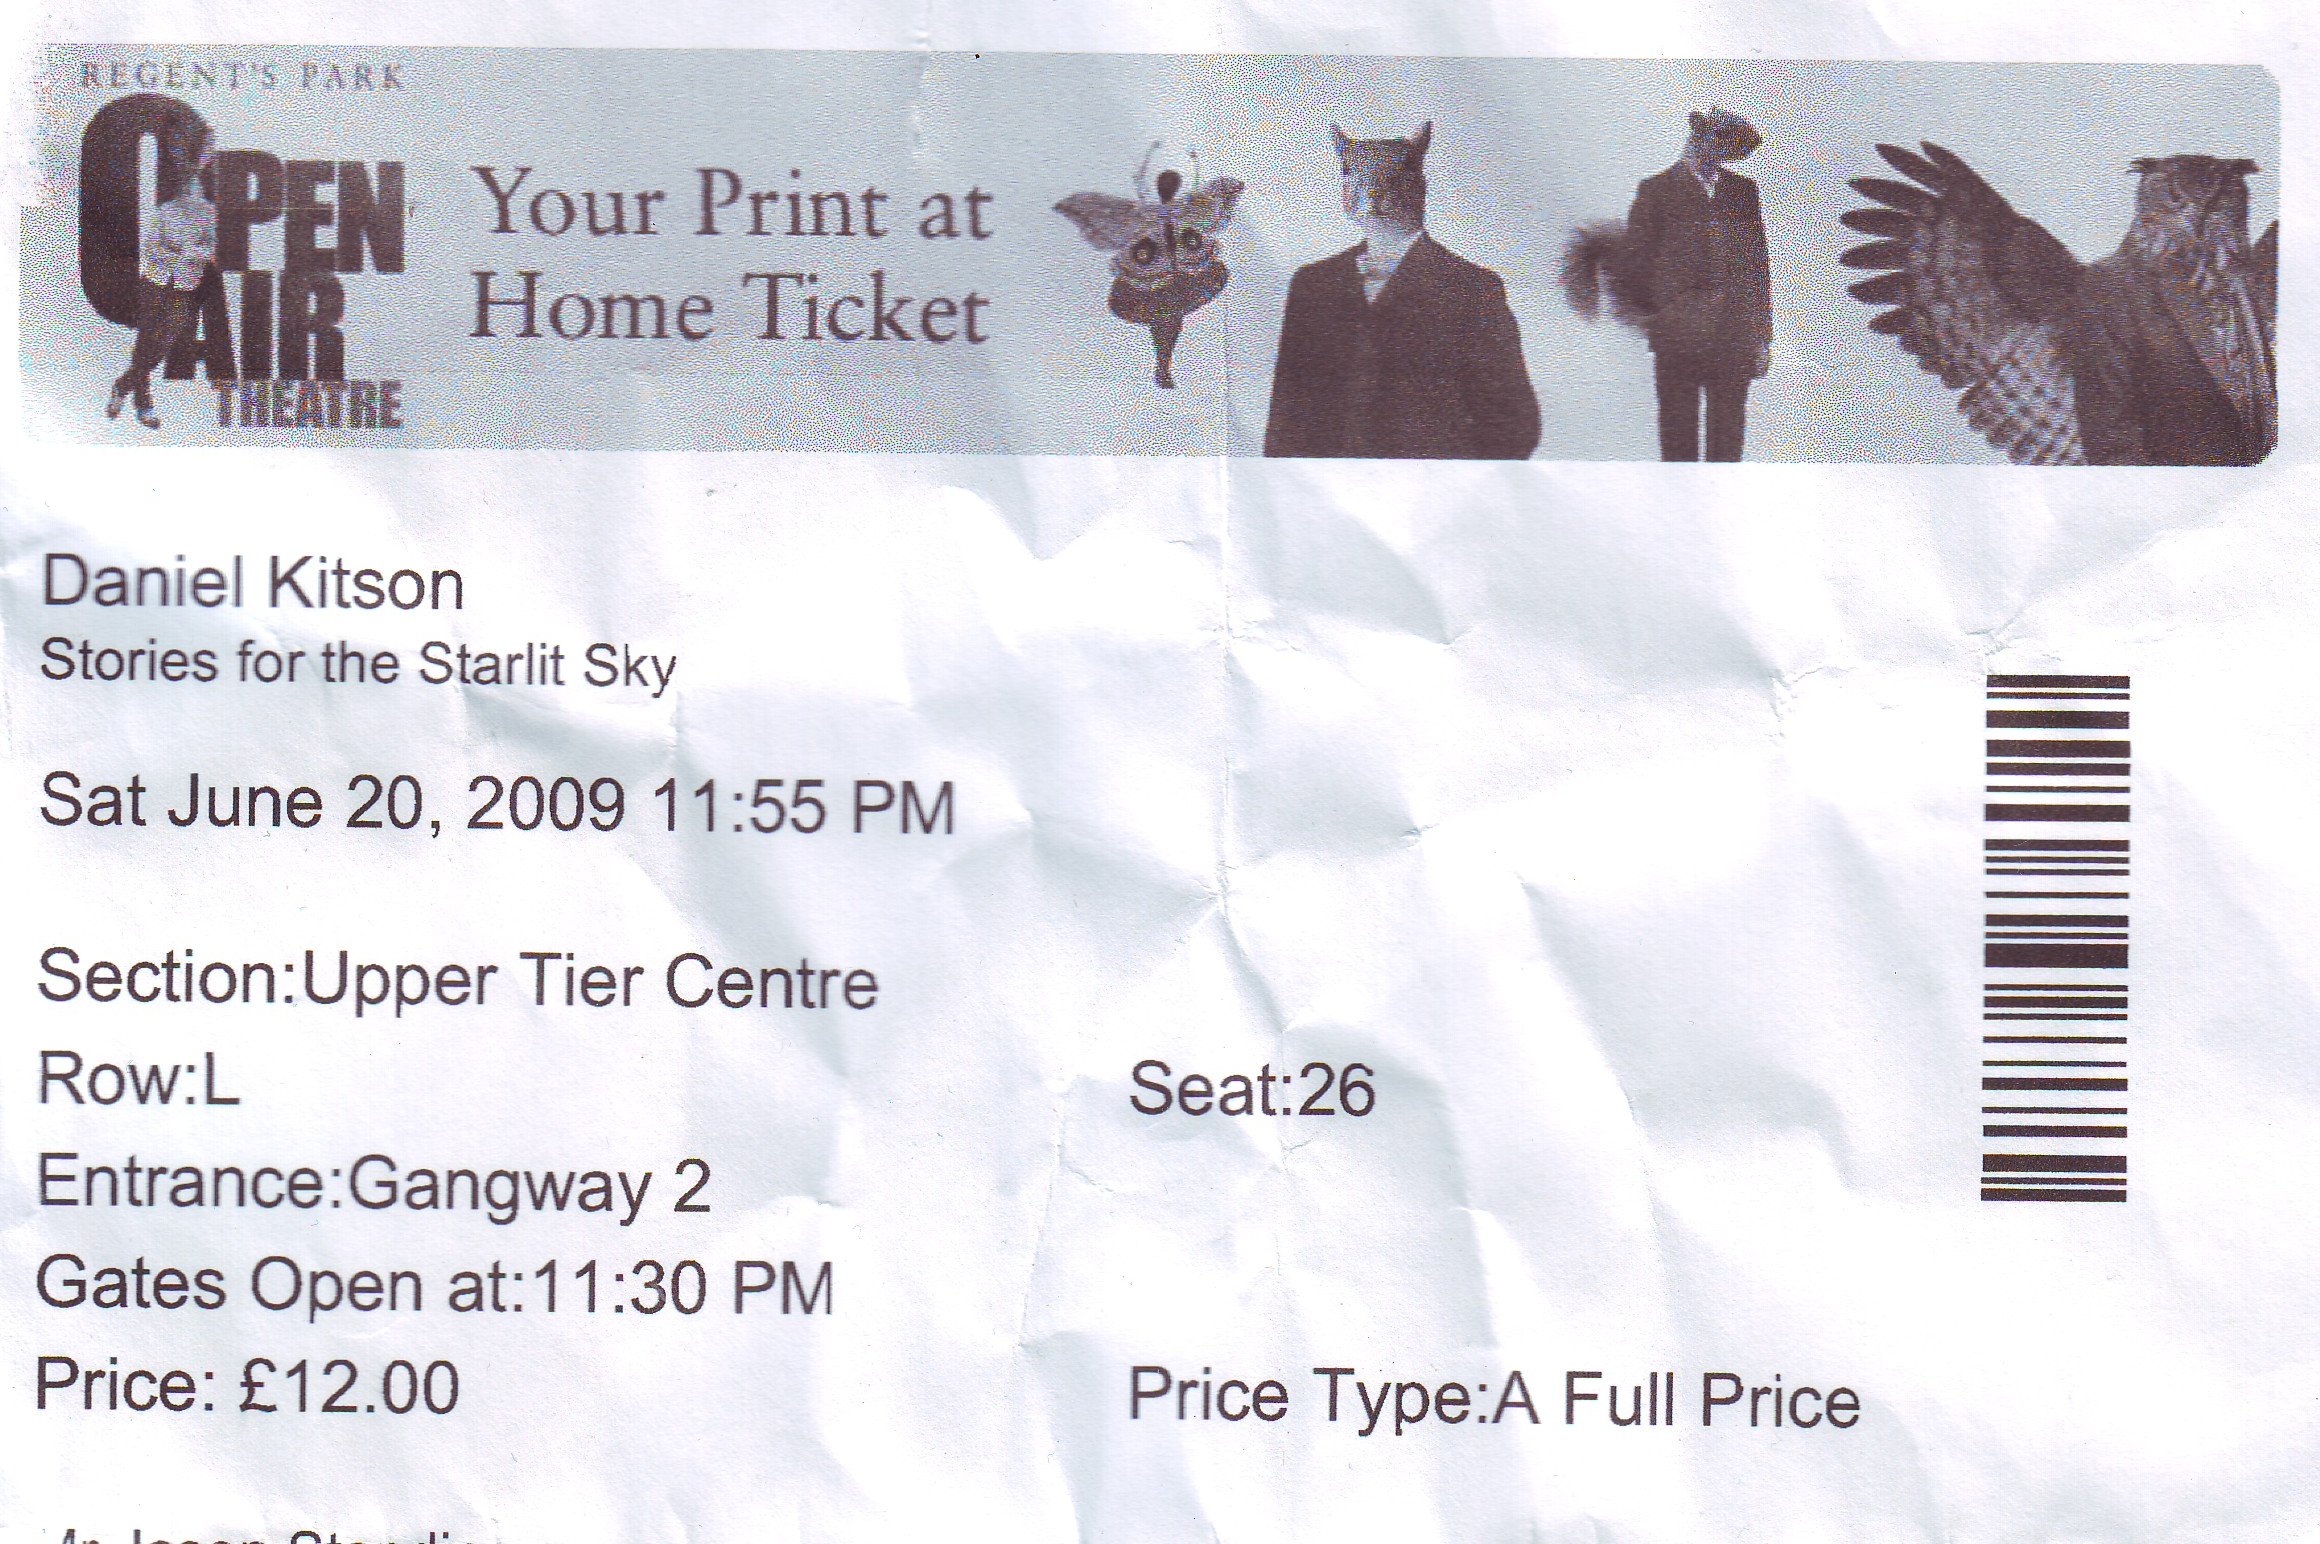 REGENT'S PARK
OPEN
AIR
THEATRE
Your Print at
Home Ticket
Daniel Kitson
Stories for the Starlit Sky
Sat June 20, 2009 11:55 PM
Section:Upper Tier Centre
Row:L
Seat:26
Entrance:Gangway 2
Gates Open at:11:30 PM
Price: £12.00
Price Type:A Full Price